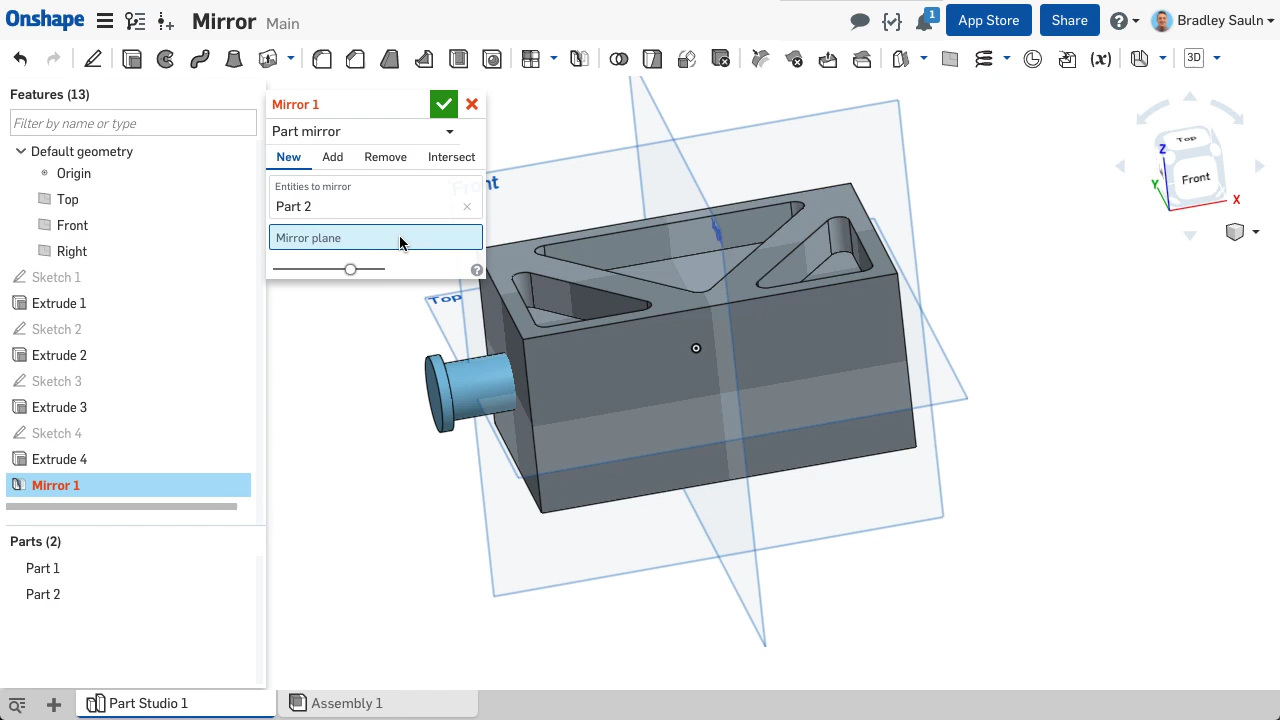 Onshape
Mirror Main
1
App Store
Share
Bradley Sauln
(x)
3D
Features (13)
Filter by name or type
Default geometry
Origin
Top
Front
Right
Sketch 1
Extrude 1
Sketch 2
Extrude 2
Sketch 3
Extrude 3
Sketch 4
Extrude 4
Mirror 1
Parts (2)
Part 1
Part 2
Mirror 1
Part mirror
New Add Remove Intersect
Entities to mirror
Part 2
Mirror plane
Front
Top
Top
Front
Z
Y
X
Part Studio 1
Assembly 1